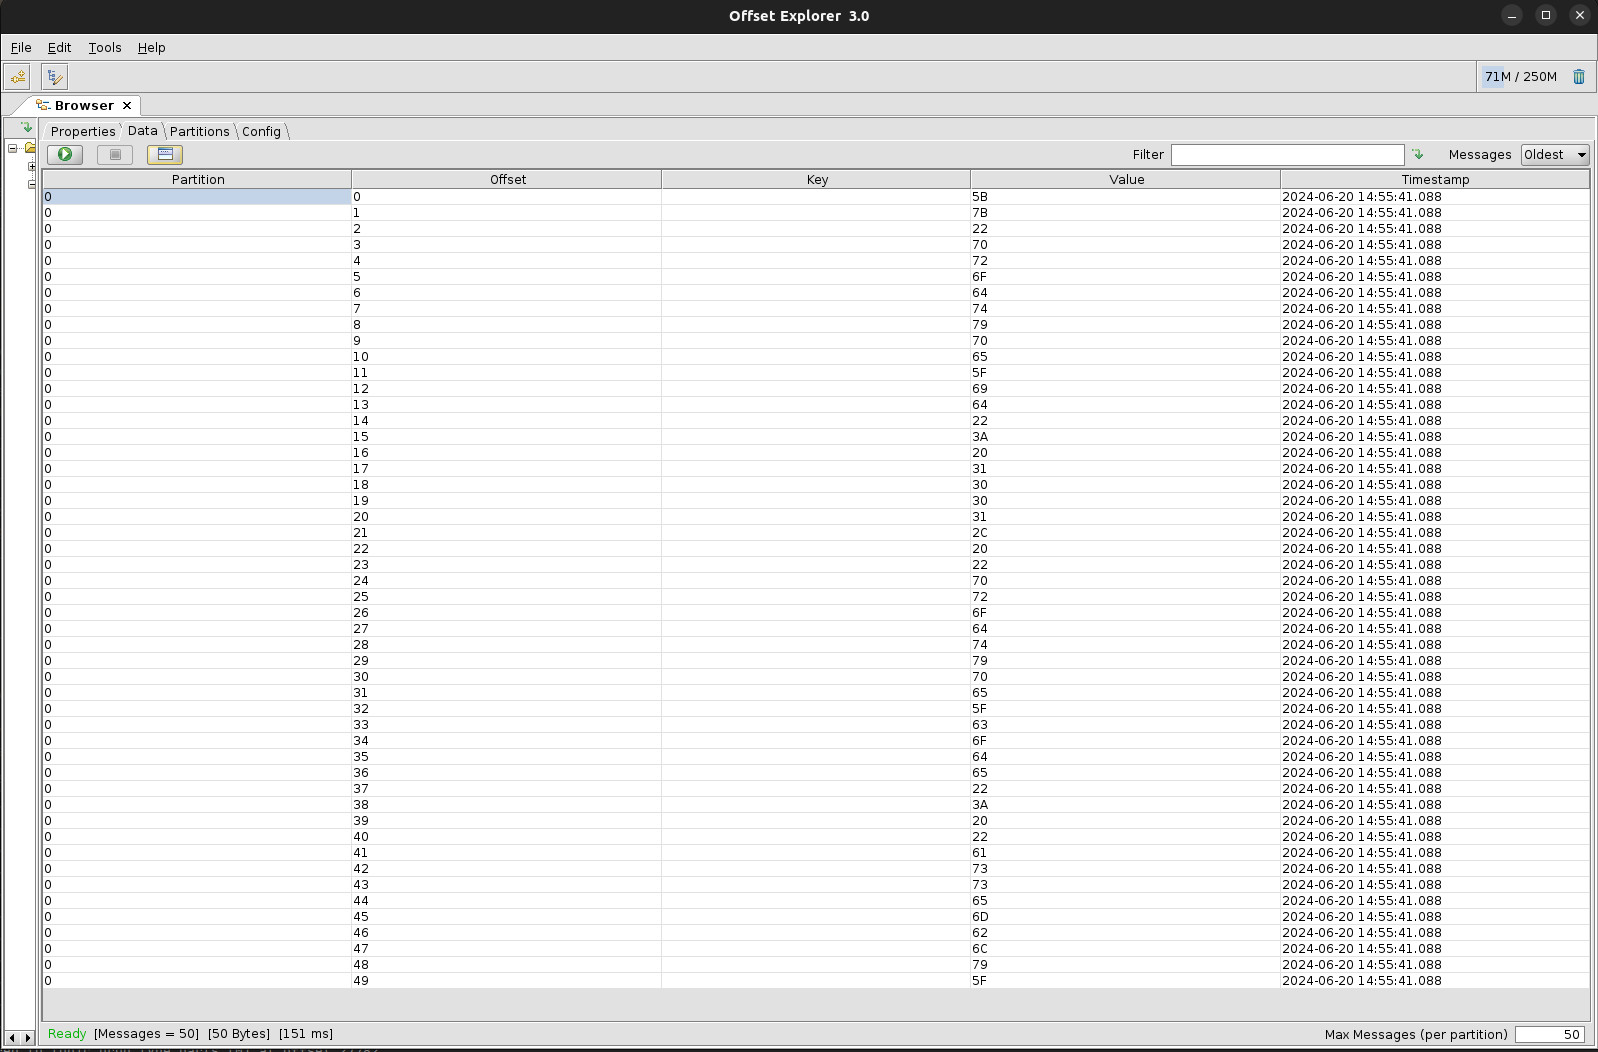 Offset Explorer 3.0
File Edit Tools Help
71M / 250M
Browser
Properties Data Partitions Config
Filter Messages Oldest
Partition Offset Key Value Timestamp
0 0 5B 2024-06-20 14:55:41.088
0 1 7B 2024-06-20 14:55:41.088
0 2 22 2024-06-20 14:55:41.088
0 3 70 2024-06-20 14:55:41.088
0 4 72 2024-06-20 14:55:41.088
0 5 6F 2024-06-20 14:55:41.088
0 6 64 2024-06-20 14:55:41.088
0 7 74 2024-06-20 14:55:41.088
0 8 79 2024-06-20 14:55:41.088
0 9 70 2024-06-20 14:55:41.088
0 10 65 2024-06-20 14:55:41.088
0 11 5F 2024-06-20 14:55:41.088
0 12 69 2024-06-20 14:55:41.088
0 13 64 2024-06-20 14:55:41.088
0 14 22 2024-06-20 14:55:41.088
0 15 3A 2024-06-20 14:55:41.088
0 16 20 2024-06-20 14:55:41.088
0 17 31 2024-06-20 14:55:41.088
0 18 30 2024-06-20 14:55:41.088
0 19 30 2024-06-20 14:55:41.088
0 20 31 2024-06-20 14:55:41.088
0 21 2C 2024-06-20 14:55:41.088
0 22 20 2024-06-20 14:55:41.088
0 23 22 2024-06-20 14:55:41.088
0 24 70 2024-06-20 14:55:41.088
0 25 72 2024-06-20 14:55:41.088
0 26 6F 2024-06-20 14:55:41.088
0 27 64 2024-06-20 14:55:41.088
0 28 74 2024-06-20 14:55:41.088
0 29 79 2024-06-20 14:55:41.088
0 30 70 2024-06-20 14:55:41.088
0 31 65 2024-06-20 14:55:41.088
0 32 5F 2024-06-20 14:55:41.088
0 33 63 2024-06-20 14:55:41.088
0 34 6F 2024-06-20 14:55:41.088
0 35 64 2024-06-20 14:55:41.088
0 36 65 2024-06-20 14:55:41.088
0 37 22 2024-06-20 14:55:41.088
0 38 3A 2024-06-20 14:55:41.088
0 39 20 2024-06-20 14:55:41.088
0 40 22 2024-06-20 14:55:41.088
0 41 61 2024-06-20 14:55:41.088
0 42 73 2024-06-20 14:55:41.088
0 43 73 2024-06-20 14:55:41.088
0 44 65 2024-06-20 14:55:41.088
0 45 6D 2024-06-20 14:55:41.088
0 46 62 2024-06-20 14:55:41.088
0 47 6C 2024-06-20 14:55:41.088
0 48 79 2024-06-20 14:55:41.088
0 49 5F 2024-06-20 14:55:41.088
Ready [Messages = 50] [50 Bytes] [151 ms] Max Messages (per partition) 50